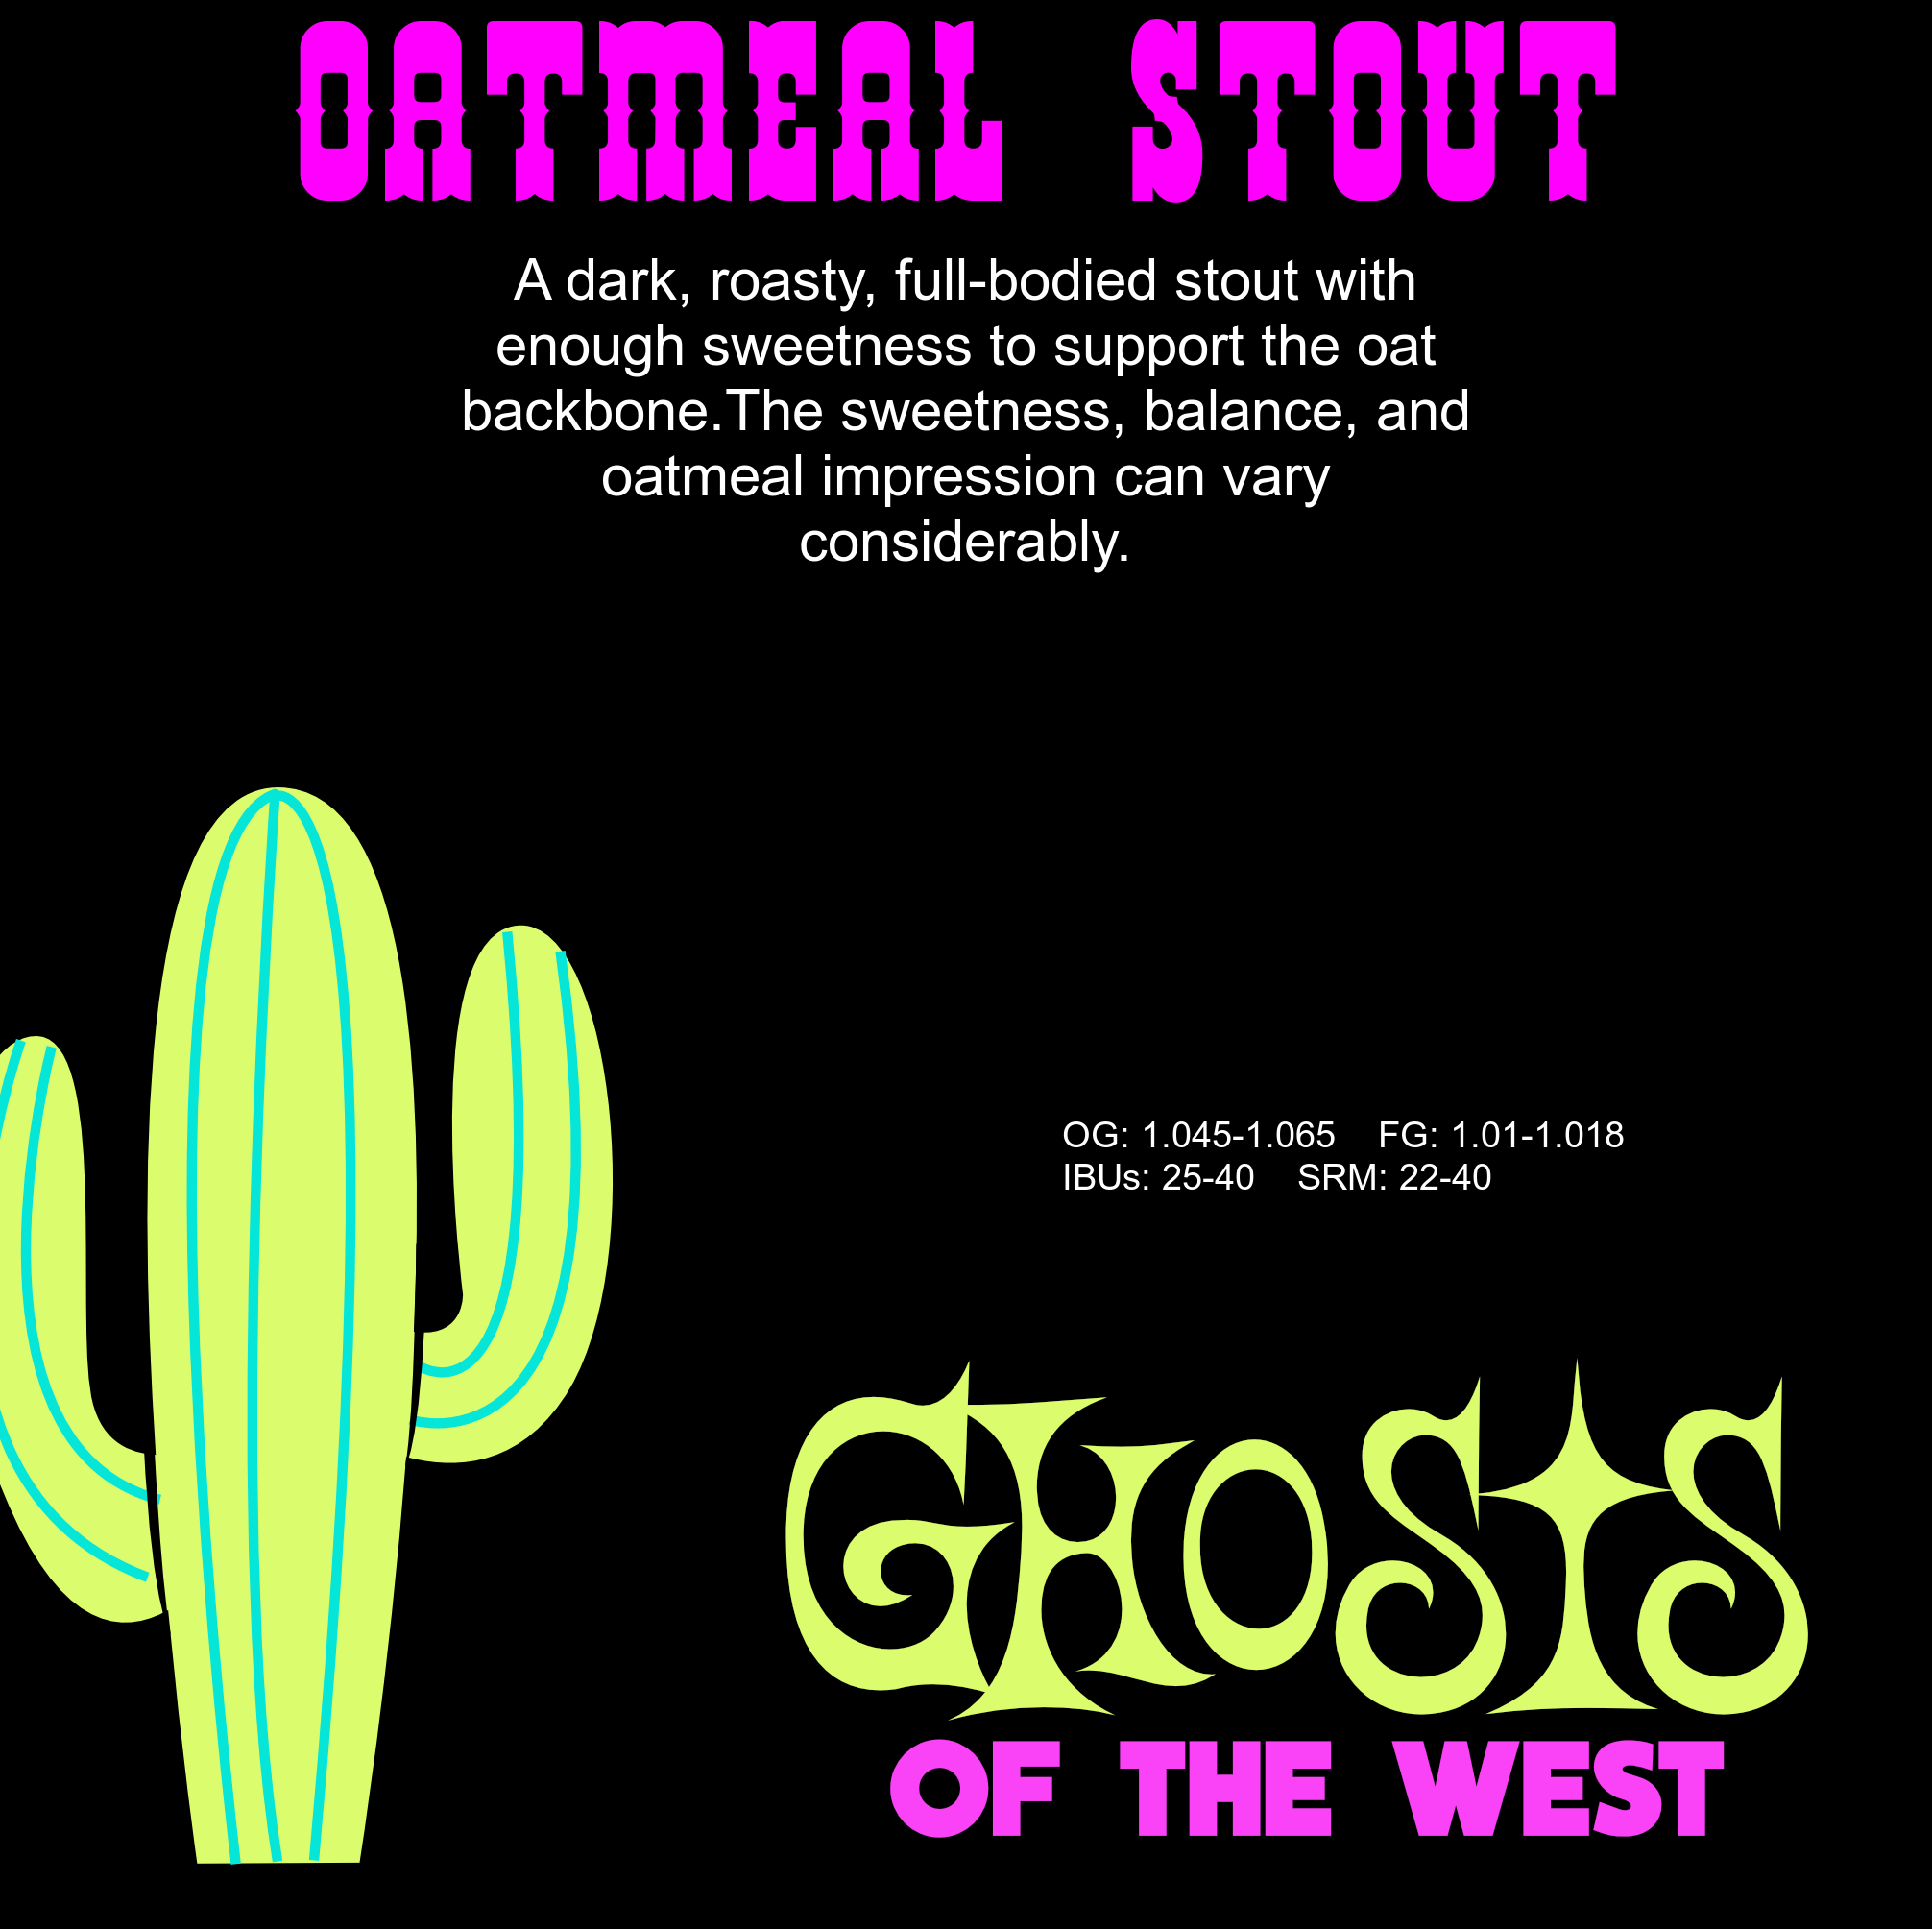 OATMEAL STOUT
A dark, roasty, full-bodied stout with
enough sweetness to support the oat
backbone.The sweetness, balance, and
oatmeal impression can vary
considerably.
OG: 1.045-1.065    FG: 1.01-1.018
IBUs: 25-40    SRM: 22-40
GHOSTS
OF THE WEST